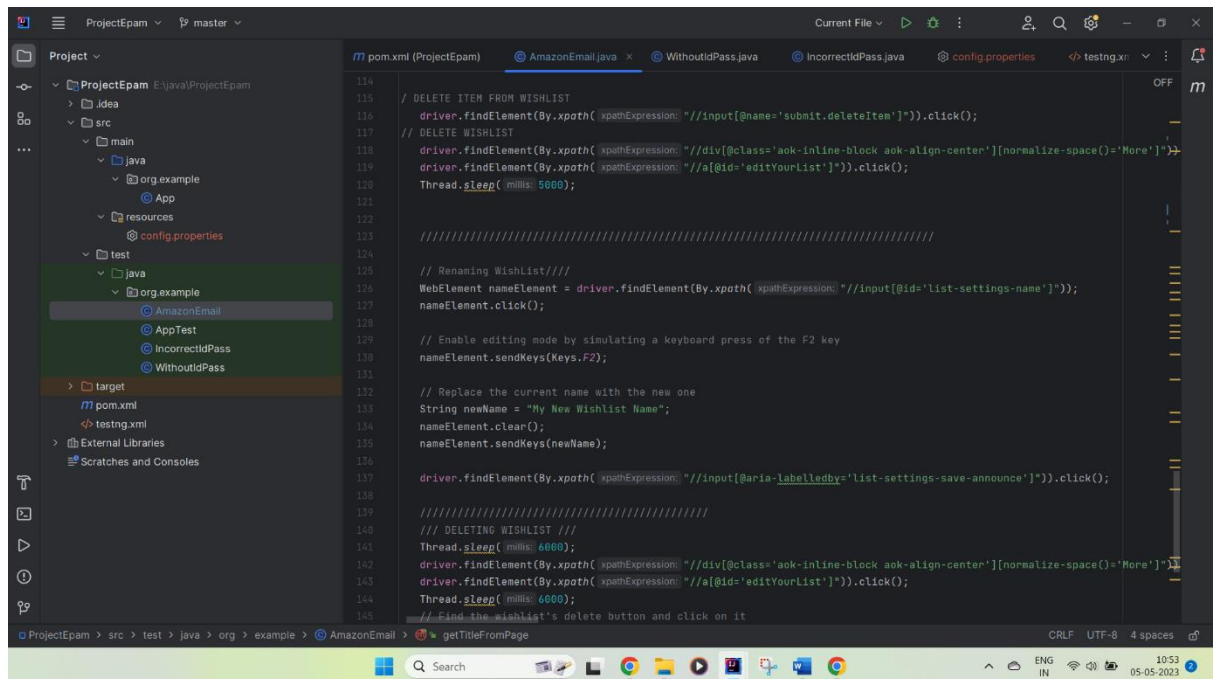 ProjectEpam master Current File
Project
pom.xml (ProjectEpam) AmazonEmail.java WithoutIdPass.java IncorrectIdPass.java config.properties testng.xm
ProjectEpam E:\java\ProjectEpam
.idea
src
main
java
org.example
App
resources
config.properties
test
java
org.example
AmazonEmail
AppTest
IncorrectIdPass
WithoutIdPass
target
pom.xml
testng.xml
External Libraries
Scratches and Consoles
OFF
114
115 / DELETE ITEM FROM WISHLIST
116 driver.findElement(By.xpath( xpathExpression: "//input[@name='submit.deleteItem']")).click();
117 // DELETE WISHLIST
118 driver.findElement(By.xpath( xpathExpression: "//div[@class='aok-inline-block aok-align-center'][normalize-space()='More']"))
119 driver.findElement(By.xpath( xpathExpression: "//a[@id='editYourList']")).click();
120 Thread.sleep( millis: 5000);
121
122
123 //////////////////////////////////////////////////////////////////////////////////
124
125 // Renaming WishList////
126 WebElement nameElement = driver.findElement(By.xpath( xpathExpression: "//input[@id='list-settings-name']"));
127 nameElement.click();
128
129 // Enable editing mode by simulating a keyboard press of the F2 key
130 nameElement.sendKeys(Keys.F2);
131
132 // Replace the current name with the new one
133 String newName = "My New Wishlist Name";
134 nameElement.clear();
135 nameElement.sendKeys(newName);
136
137 driver.findElement(By.xpath( xpathExpression: "//input[@aria-labelledby='list-settings-save-announce']")).click();
138
139 //////////////////////////////////////////////
140 /// DELETING WISHLIST ///
141 Thread.sleep( millis: 6000);
142 driver.findElement(By.xpath( xpathExpression: "//div[@class='aok-inline-block aok-align-center'][normalize-space()='More']"))
143 driver.findElement(By.xpath( xpathExpression: "//a[@id='editYourList']")).click();
144 Thread.sleep( millis: 6000);
145 // Find the wishlist's delete button and click on it
ProjectEpam > src > test > java > org > example > AmazonEmail > getTitleFromPage CRLF UTF-8 4 spaces
Search
ENG
IN
10:53
05-05-2023
2